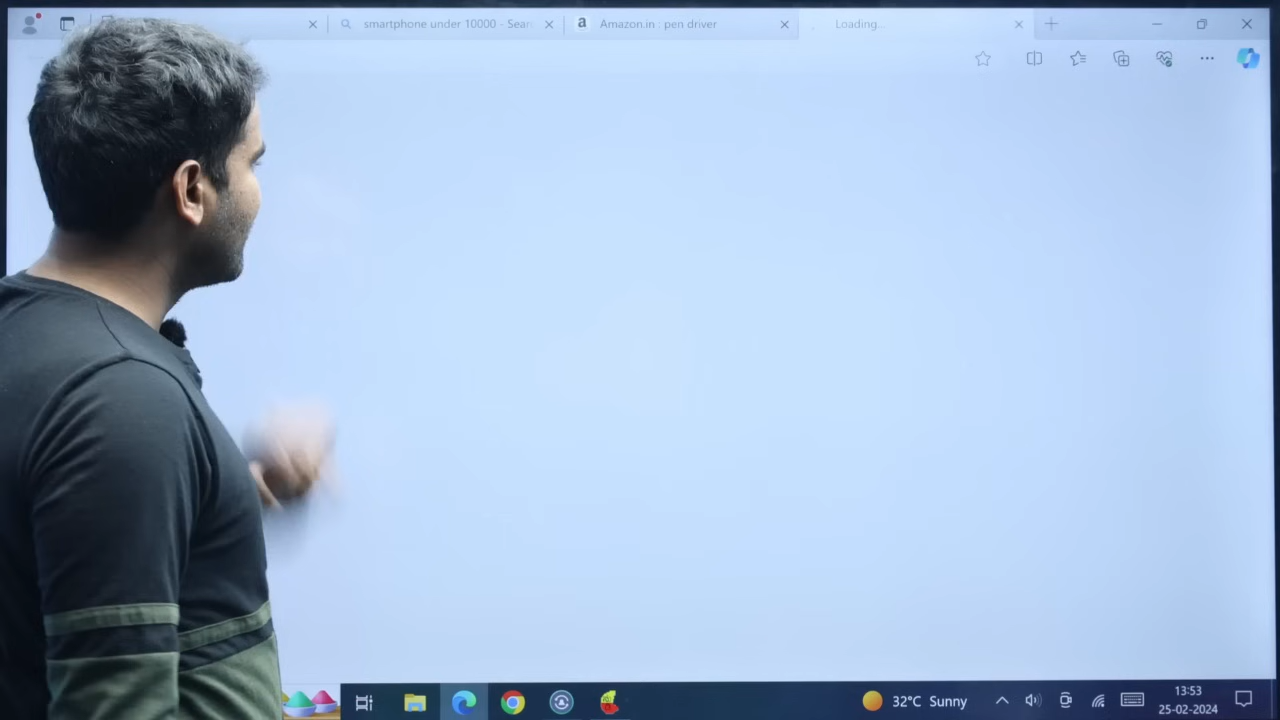 smartphone under 10000 - Sear
Amazon.in : pen driver
Loading...
32°C Sunny
13:53
25-02-2024